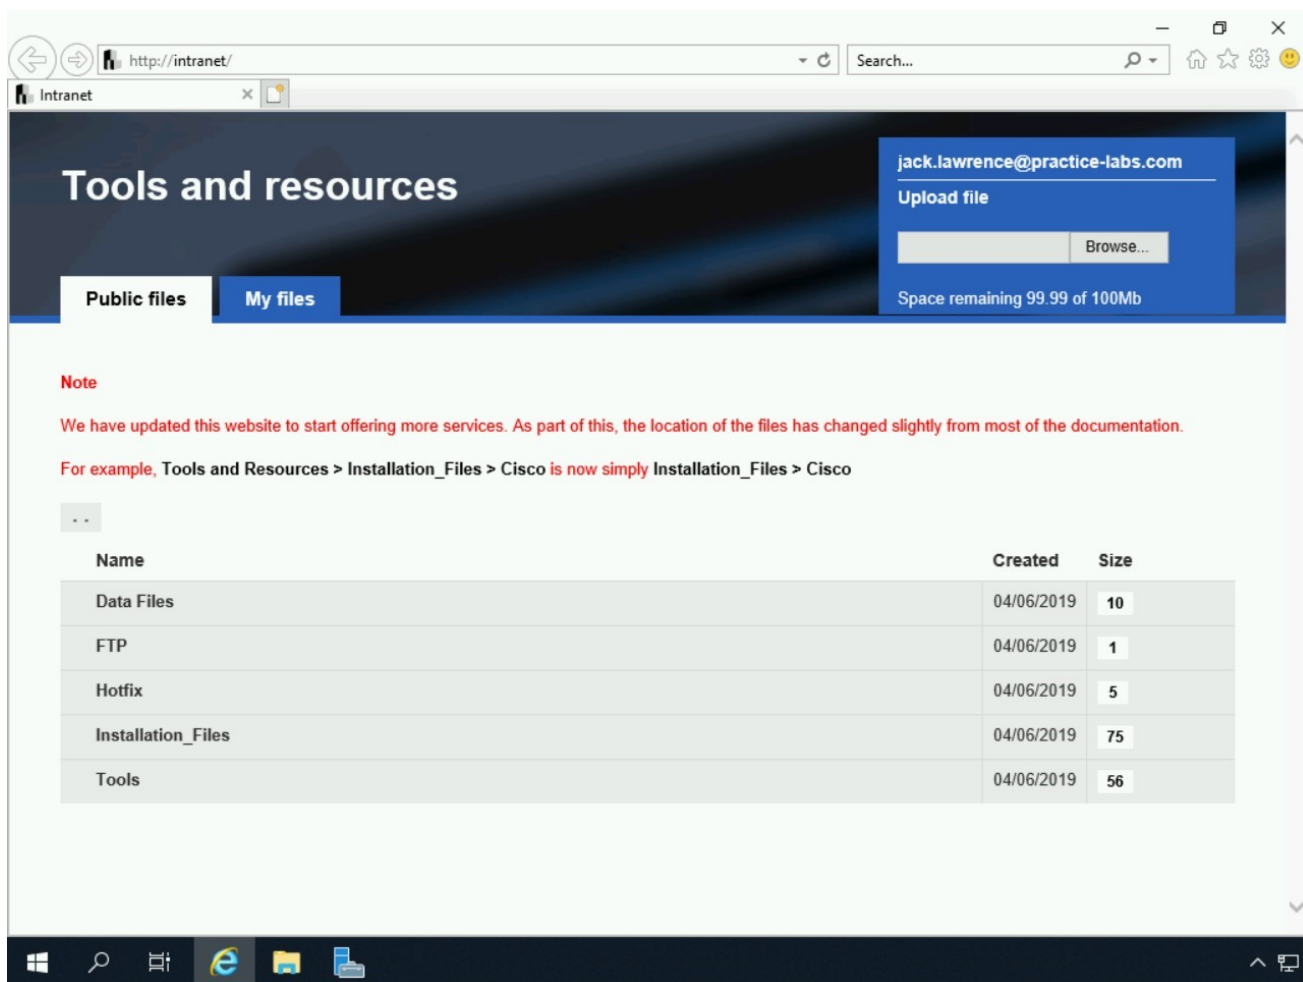 http://intranet/
Search...
Intranet
Tools and resources
jack.lawrence@practice-labs.com
Upload file
Browse...
Space remaining 99.99 of 100Mb
Public files My files
Note
We have updated this website to start offering more services. As part of this, the location of the files has changed slightly from most of the documentation.
For example, Tools and Resources > Installation_Files > Cisco is now simply Installation_Files > Cisco
. .
Name Created Size
Data Files 04/06/2019 10
FTP 04/06/2019 1
Hotfix 04/06/2019 5
Installation_Files 04/06/2019 75
Tools 04/06/2019 56